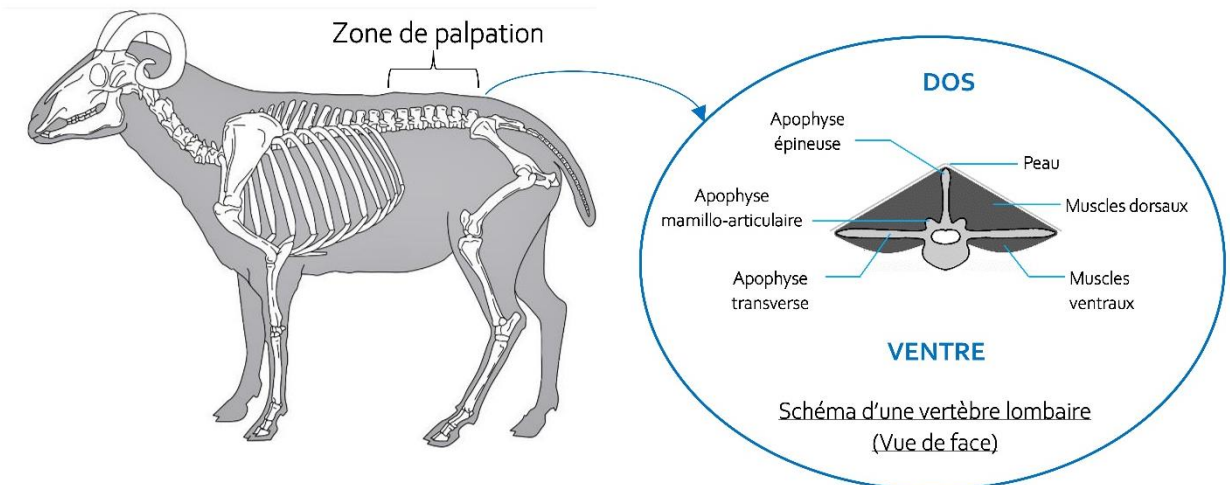 Zone de palpation
DOS
Apophyse
épineuse
Peau
Apophyse
mamillo-articulaire
Muscles dorsaux
Apophyse
transverse
Muscles
ventraux
VENTRE
Schéma d'une vertèbre lombaire
(Vue de face)